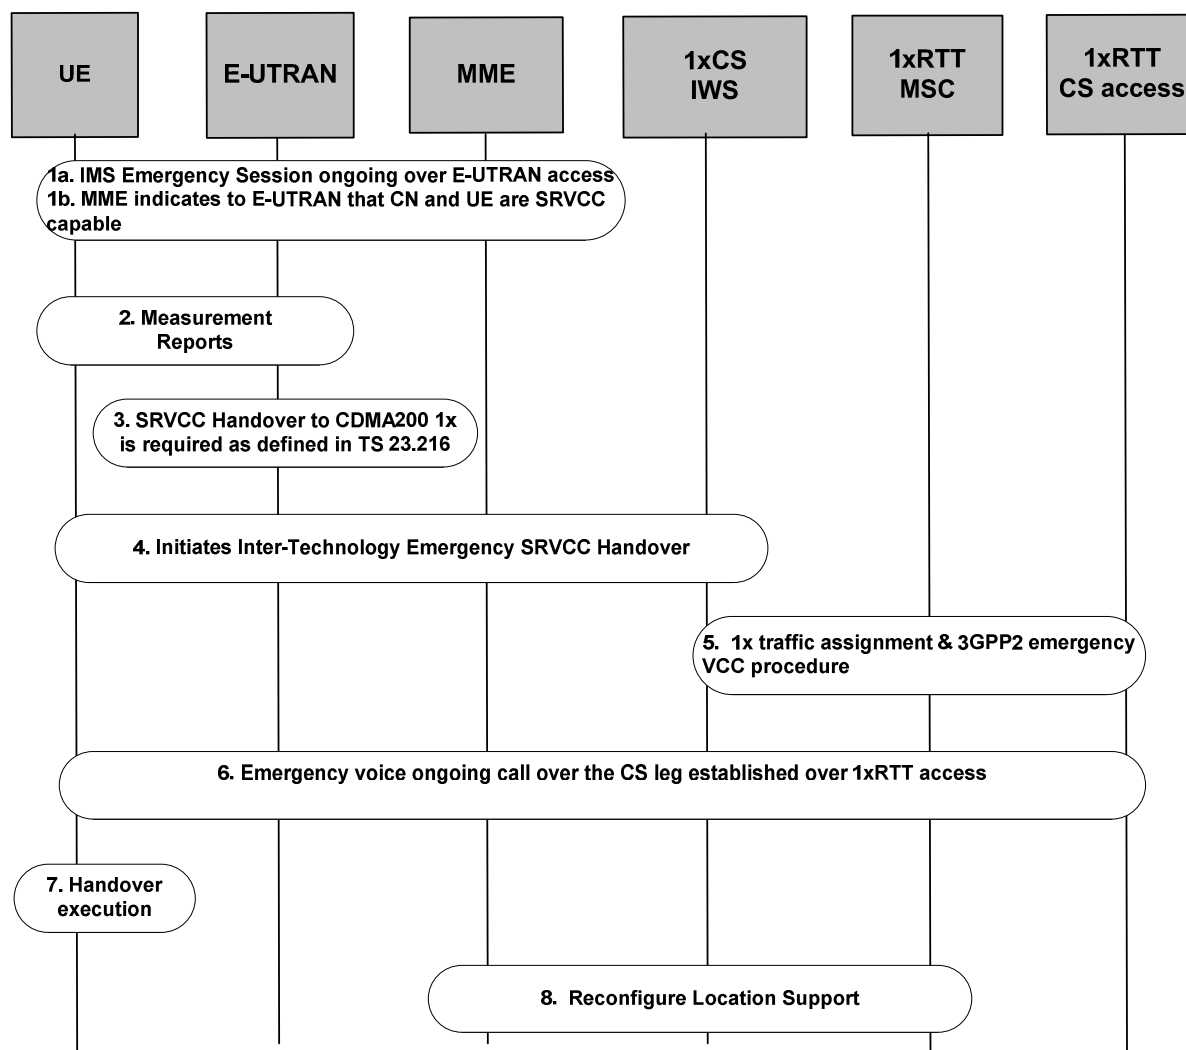 UE
E-UTRAN
MME
1xCS
IWS
1xRTT
MSC
1xRTT
CS access
1a. IMS Emergency Session ongoing over E-UTRAN access
1b. MME indicates to E-UTRAN that CN and UE are SRVCC
capable
2. Measurement
Reports
3. SRVCC Handover to CDMA200 1x
is required as defined in TS 23.216
4. Initiates Inter-Technology Emergency SRVCC Handover
5. 1x traffic assignment & 3GPP2 emergency
VCC procedure
6. Emergency voice ongoing call over the CS leg established over 1xRTT access
7. Handover
execution
8. Reconfigure Location Support